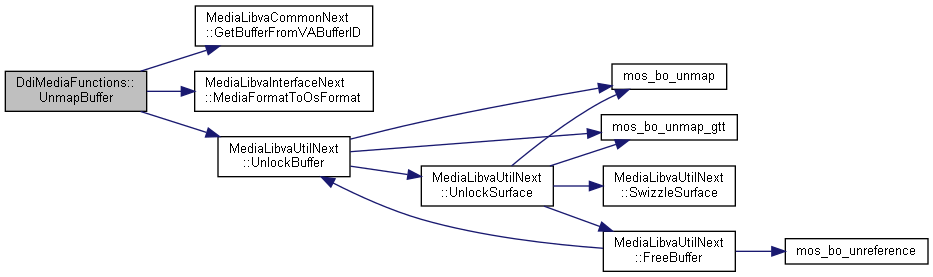 DdiMediaFunctions::
UnmapBuffer
MediaLibvaCommonNext
::GetBufferFromVABufferID
MediaLibvaInterfaceNext
::MediaFormatToOsFormat
MediaLibvaUtilNext
::UnlockBuffer
mos_bo_unmap
mos_bo_unmap_gtt
MediaLibvaUtilNext
::UnlockSurface
MediaLibvaUtilNext
::SwizzleSurface
MediaLibvaUtilNext
::FreeBuffer
mos_bo_unreference